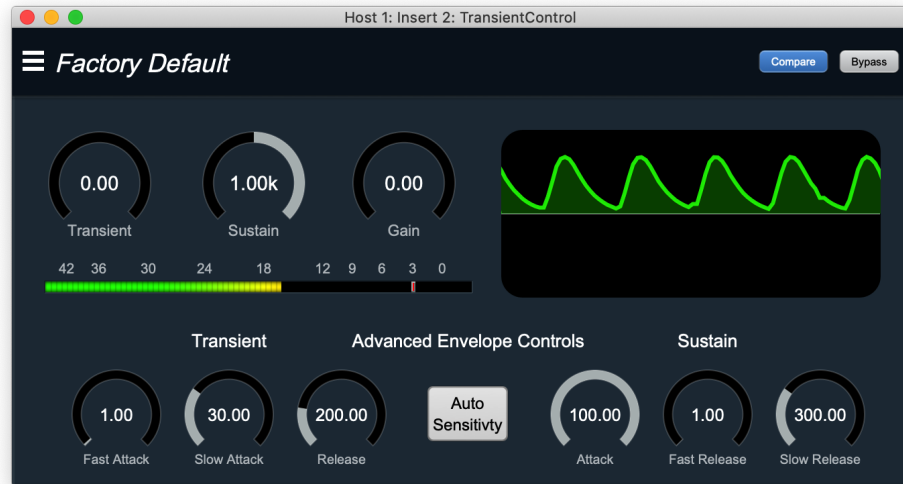 Host 1: Insert 2: TransientControl
Factory Default
Compare
Bypass
0.00
1.00k
0.00
Transient
Sustain
Gain
42 36 30 24 18 12 9 6 3 0
Transient
Advanced Envelope Controls
Sustain
1.00
30.00
200.00
Auto
Sensitivty
100.00
1.00
300.00
Fast Attack
Slow Attack
Release
Attack
Fast Release
Slow Release